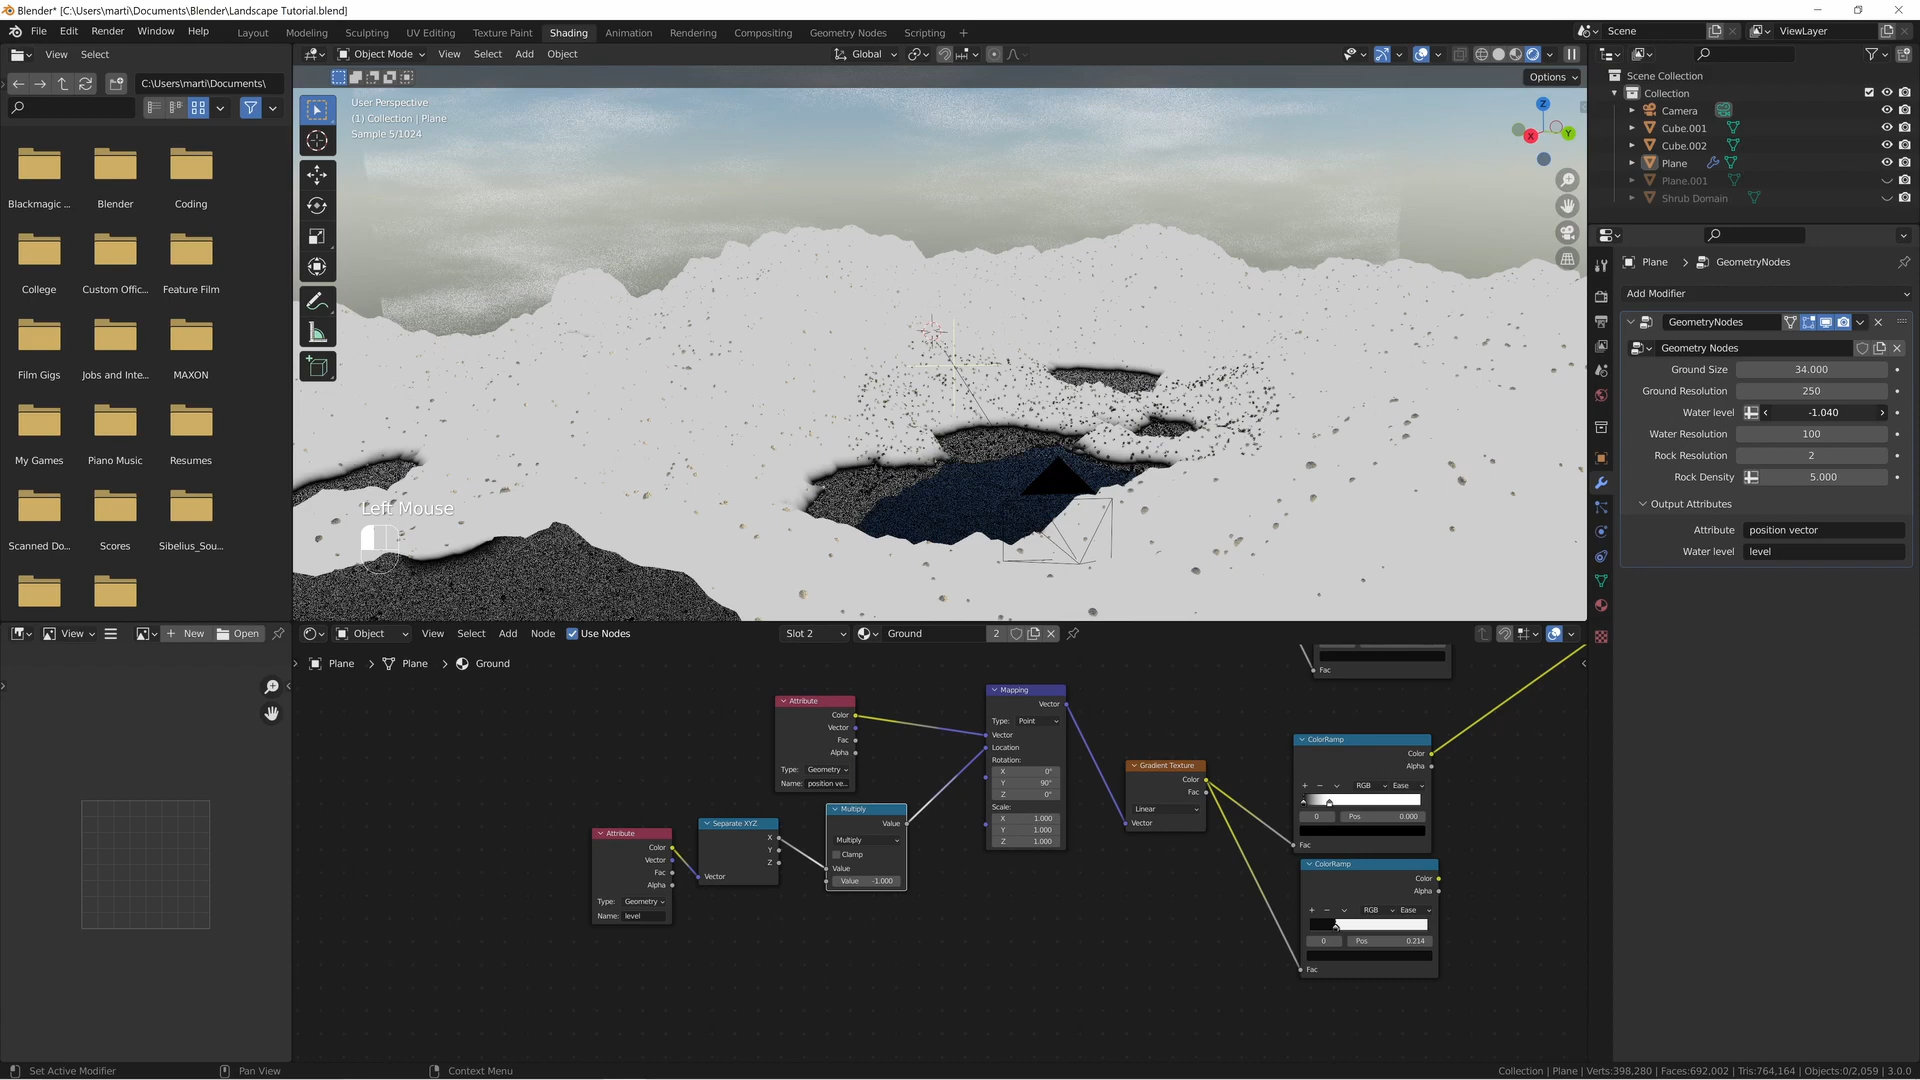 Blender* [C:\Users\marti\Documents\Blender\Landscape Tutorial.blend]
File Edit Render Window Help
Layout Modeling Sculpting UV Editing Texture Paint Shading Animation Rendering Compositing Geometry Nodes Scripting
Scene
ViewLayer
View Select
Object Mode View Select Add Object
Global
Options
C:\Users\marti\Documents\
Blackmagic ... Blender Coding
College Custom Offic... Feature Film
Film Gigs Jobs and Inte... MAXON
My Games Piano Music Resumes
Scanned Do... Scores Sibelius_Sou...
User Perspective
(1) Collection | Plane
Sample 5/1024
Z
X
Y
Left Mouse
Scene Collection
Collection
Camera
Cube.001
Cube.002
Plane
Plane.001
Shrub Domain
Plane > GeometryNodes
Add Modifier
GeometryNodes
Geometry Nodes
Ground Size 34.000
Ground Resolution 250
Water level -1.040
Water Resolution 100
Rock Resolution 2
Rock Density 5.000
Output Attributes
Attribute position vector
Water level level
View
New Open
Object View Select Add Node Use Nodes
Slot 2
Ground 2
Plane > Plane > Ground
Attribute
Color
Vector
Fac
Alpha
Type: Geometry
Name: level
Separate XYZ
X
Y
Z
Vector
Attribute
Color
Vector
Fac
Alpha
Type: Geometry
Name: position ve...
Multiply
Value
Multiply
Clamp
Value
Value -1.000
Mapping
Vector
Type: Point
Vector
Location
Rotation:
X 0°
Y 90°
Z 0°
Scale:
X 1.000
Y 1.000
Z 1.000
Gradient Texture
Color
Fac
Linear
Vector
Fac
ColorRamp
Color
Alpha
RGB Ease
0 Pos 0.000
Fac
ColorRamp
Color
Alpha
RGB Ease
0 Pos 0.214
Fac
Set Active Modifier
Pan View
Context Menu
Collection | Plane | Verts:398,280 | Faces:692,002 | Tris:764,164 | Objects:0/2,059 | 3.0.0